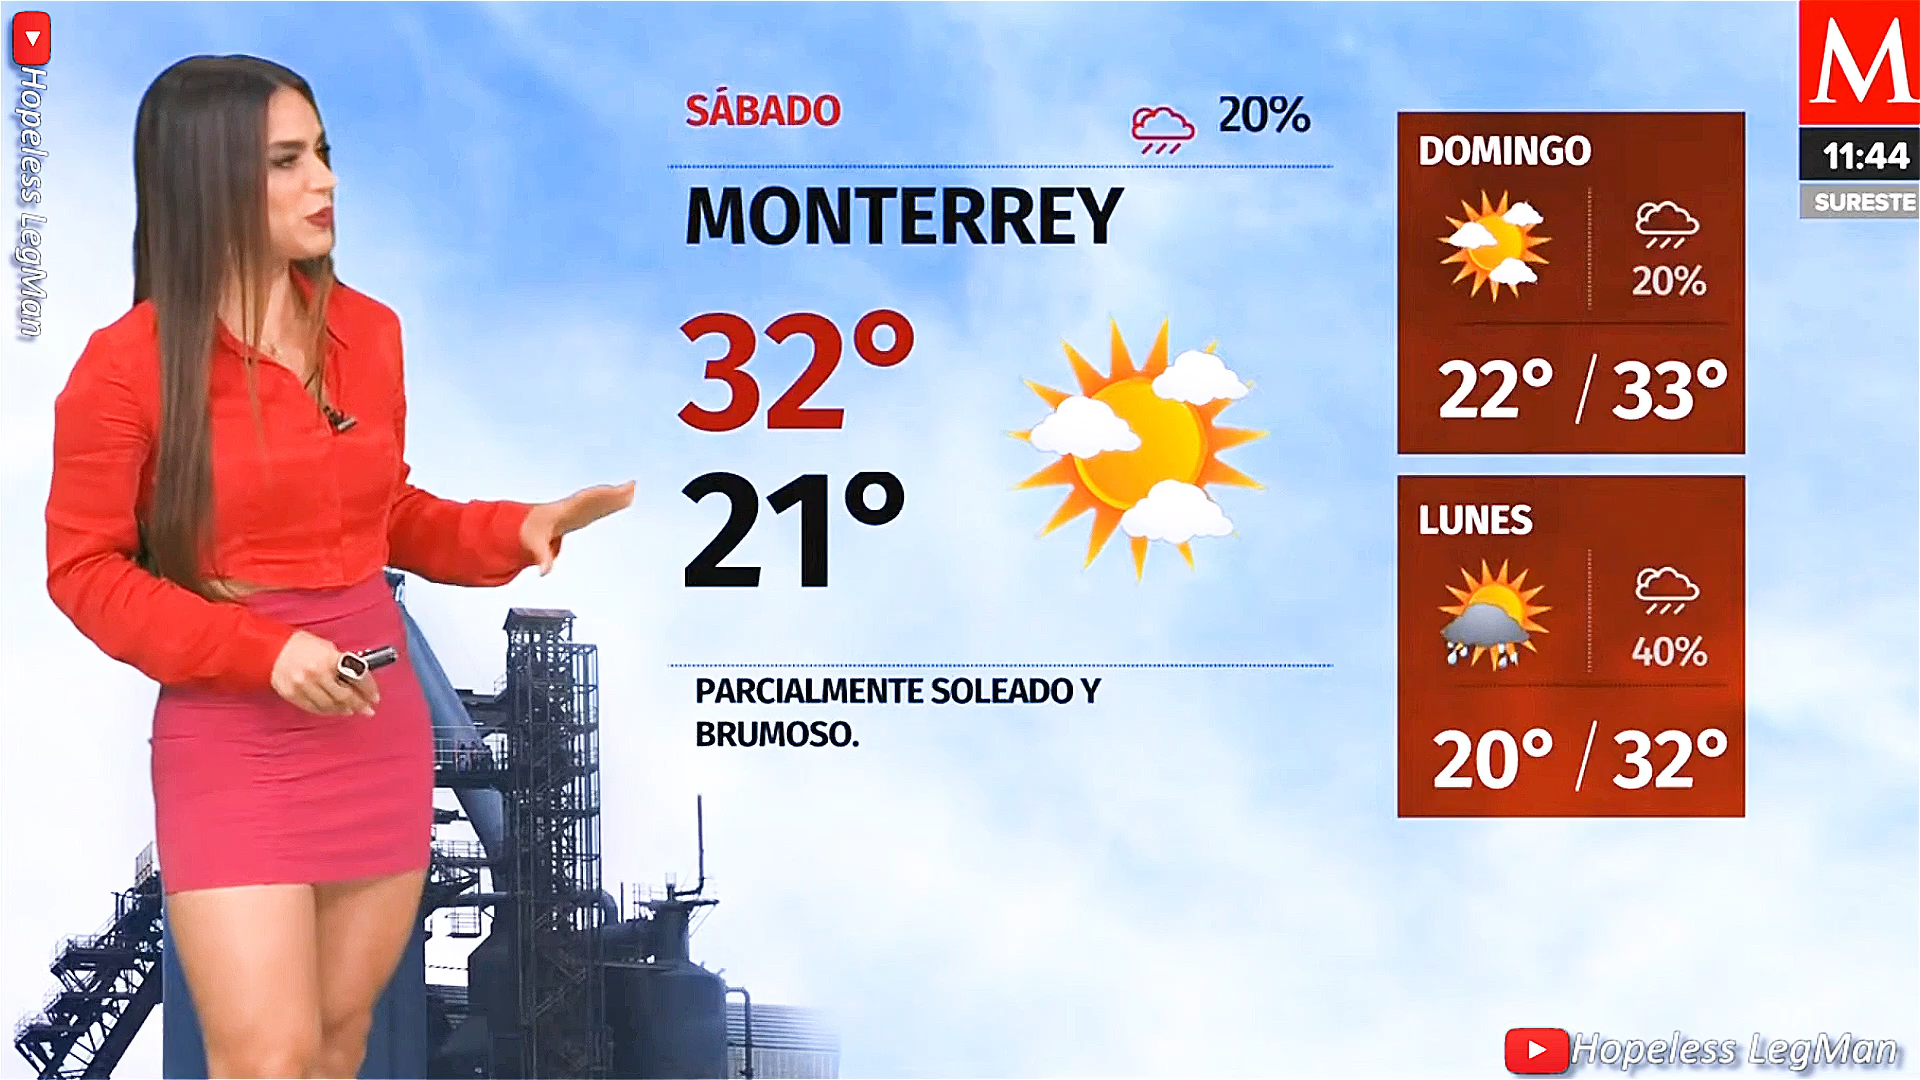 Hopeless LegMan
SÁBADO
20%
MONTERREY
32°
21°
PARCIALMENTE SOLEADO Y
BRUMOSO.
DOMINGO
20%
22° / 33°
LUNES
40%
20° / 32°
M
11:44
SURESTE
Hopeless LegMan